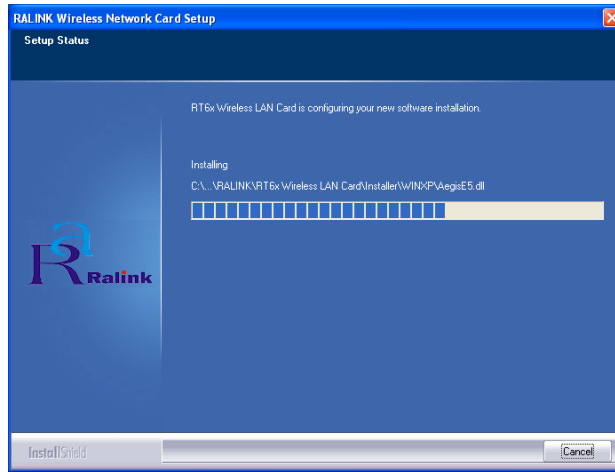 RALINK Wireless Network Card Setup
Setup Status
RT6x Wireless LAN Card is configuring your new software installation.
Installing
C:\...\RALINK\RT6x Wireless LAN Card\Installer\WINXP\AegisE5.dll
Ra
Ralink
InstallShield
Cancel